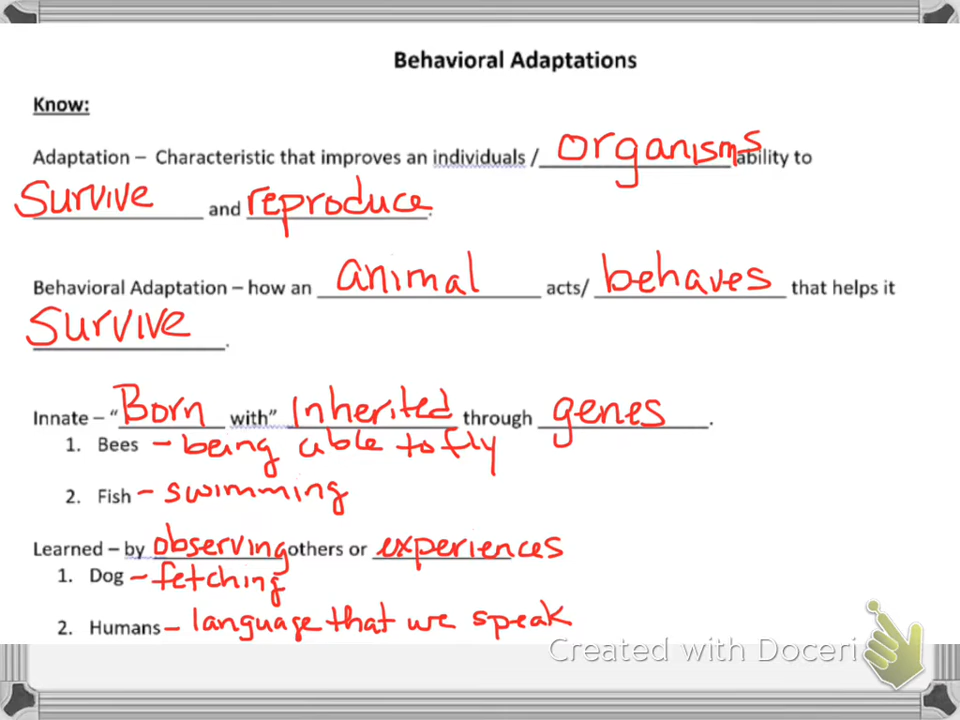 Behavioral Adaptations
Know:
Adaptation – Characteristic that improves an individuals / organisms ability to
survive and reproduce.
Behavioral Adaptation – how an animal acts/ behaves that helps it
survive.
Innate – "Born with" Inherited through genes.
1. Bees – being able to fly
2. Fish – swimming
Learned – by observing others or experiences
1. Dog – fetching
2. Humans – language that we speak
Created with Doceri